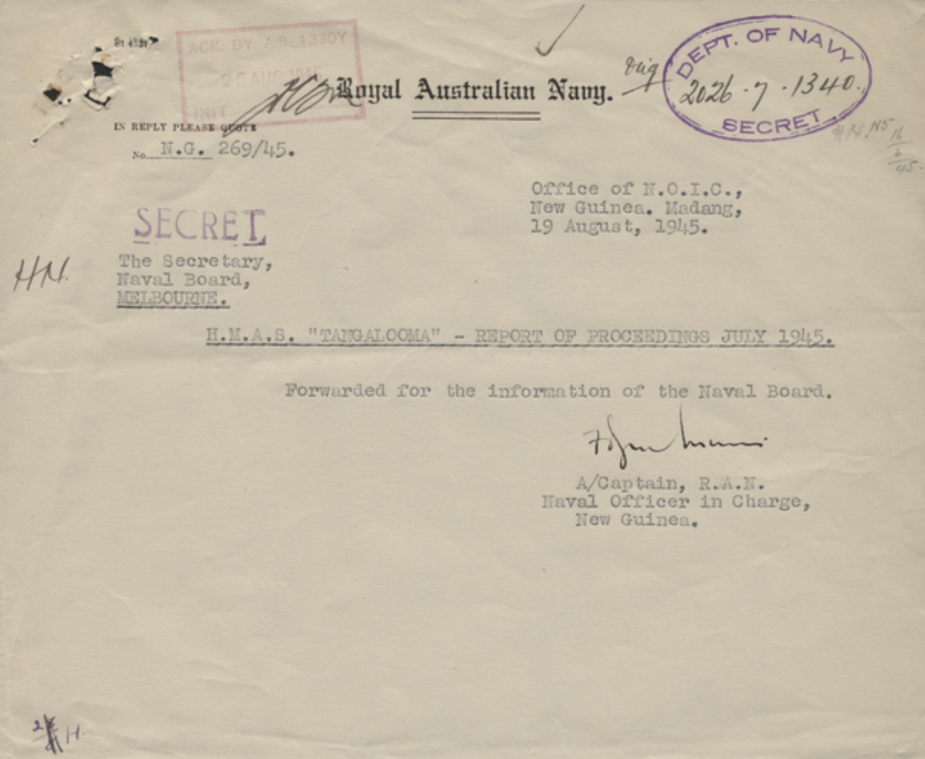 ACK. BY A.S. 1330Y
25 AUG 1945
INIT
Royal Australian Navy.
Orig
DEPT. OF NAVY
2026 · 7 · 1340.
SECRET
IN REPLY PLEASE QUOTE
No. N.G. 269/45.
Office of N.O.I.C.,
New Guinea. Madang,
19 August, 1945.
SECRET
HN.
The Secretary,
Naval Board,
MELBOURNE.
H.M.A.S. "TANGALOOMA" - REPORT OF PROCEEDINGS JULY 1945.
Forwarded for the information of the Naval Board.
A/Captain, R.A.N.
Naval Officer in Charge,
New Guinea.